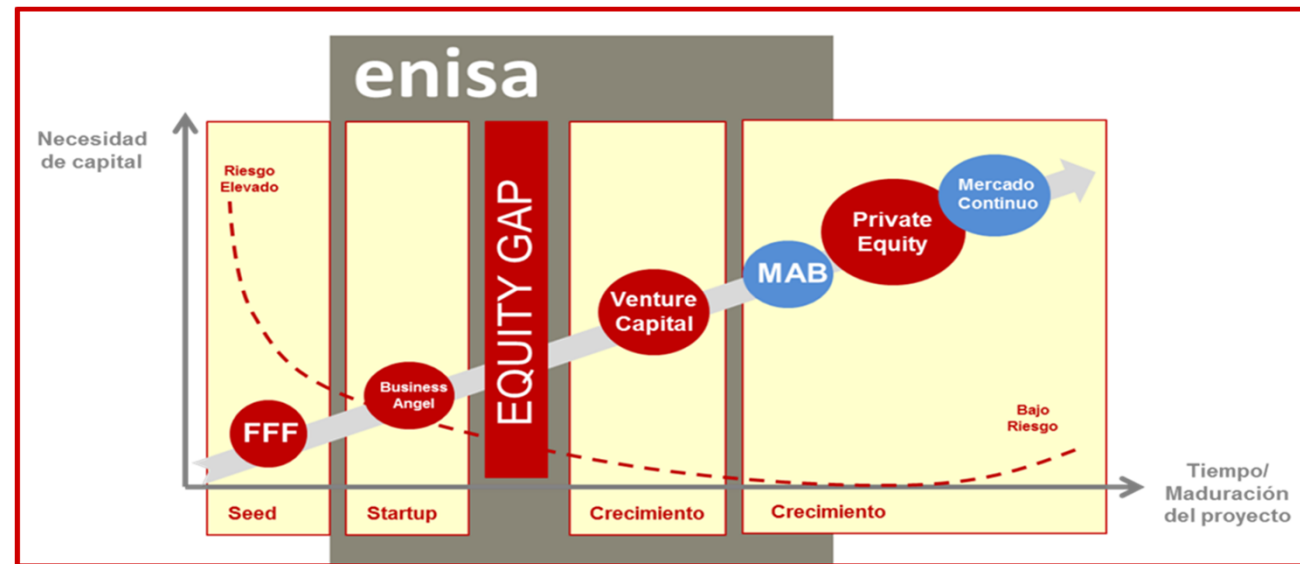 enisa
Necesidad
de capital
Riesgo
Elevado
FFF
Business
Angel
EQUITY GAP
Venture
Capital
MAB
Private
Equity
Mercado
Continuo
Bajo
Riesgo
Seed
Startup
Crecimiento
Crecimiento
Tiempo/
Maduración
del proyecto